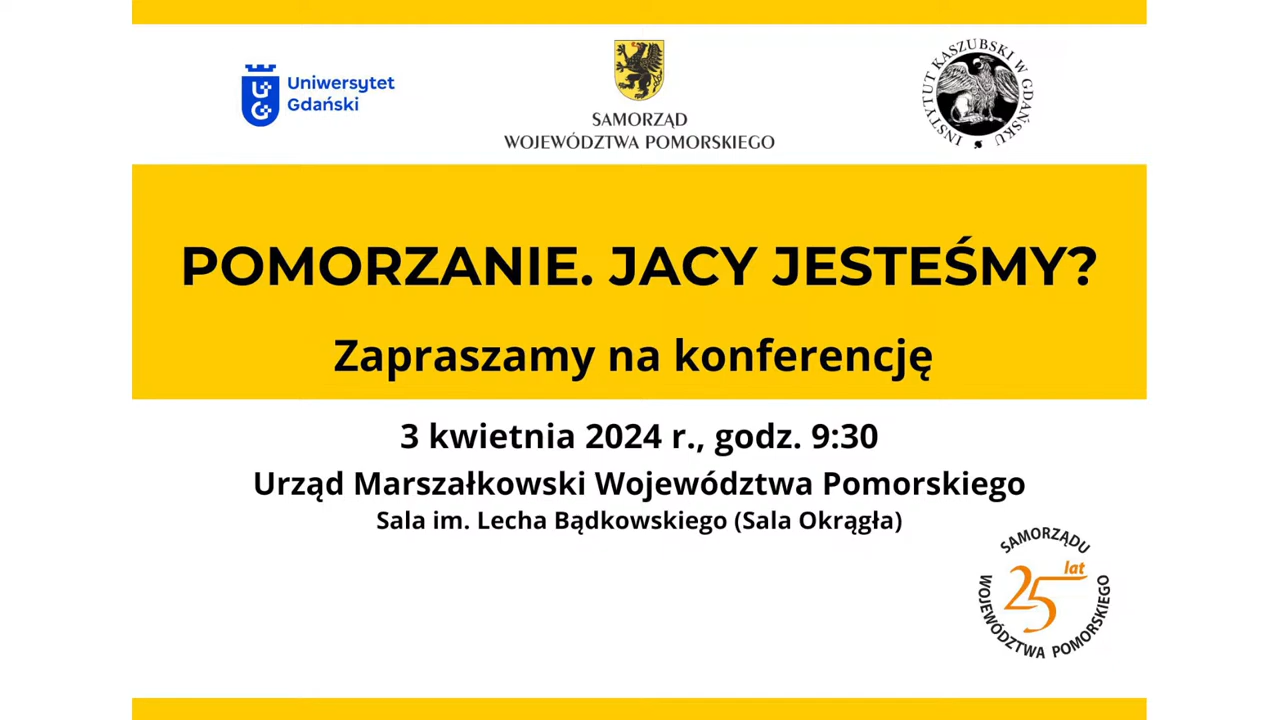 Uniwersytet
Gdański
SAMORZĄD
WOJEWÓDZTWA POMORSKIEGO
INSTYTUT KASZUBSKI W GDAŃSKU
POMORZANIE. JACY JESTEŚMY?
Zapraszamy na konferencję
3 kwietnia 2024 r., godz. 9:30
Urząd Marszałkowski Województwa Pomorskiego
Sala im. Lecha Bądkowskiego (Sala Okrągła)
SAMORZĄDU
25 lat
WOJEWÓDZTWA POMORSKIEGO